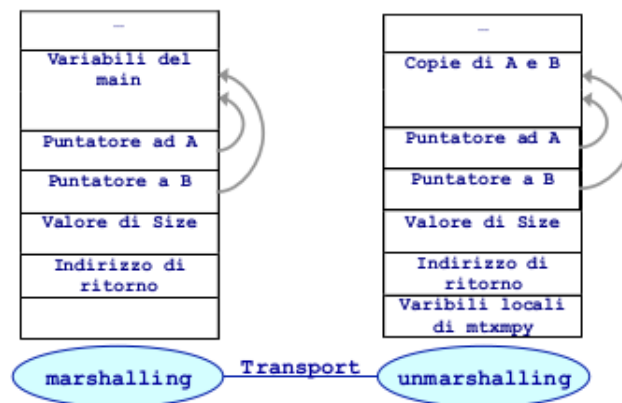 …
Variabili del
main
Puntatore ad A
Puntatore a B
Valore di Size
Indirizzo di
ritorno
…
Copie di A e B
Puntatore ad A
Puntatore a B
Valore di Size
Indirizzo di
ritorno
Varibili locali
di mtxmpy
marshalling
Transport
unmarshalling